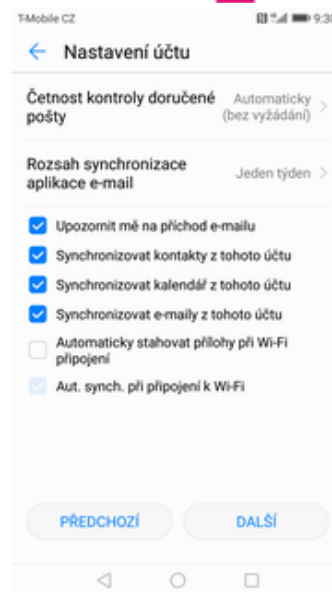 T-Mobile CZ 9:30
Nastavení účtu
Četnost kontroly doručené Automaticky
pošty (bez vyžádání)
Rozsah synchronizace Jeden týden
aplikace e-mail
Upozornit mě na příchod e-mailu
Synchronizovat kontakty z tohoto účtu
Synchronizovat kalendář z tohoto účtu
Synchronizovat e-maily z tohoto účtu
Automaticky stahovat přílohy při Wi-Fi
připojení
Aut. synch. při připojení k Wi-Fi
PŘEDCHOZÍ DALŠÍ